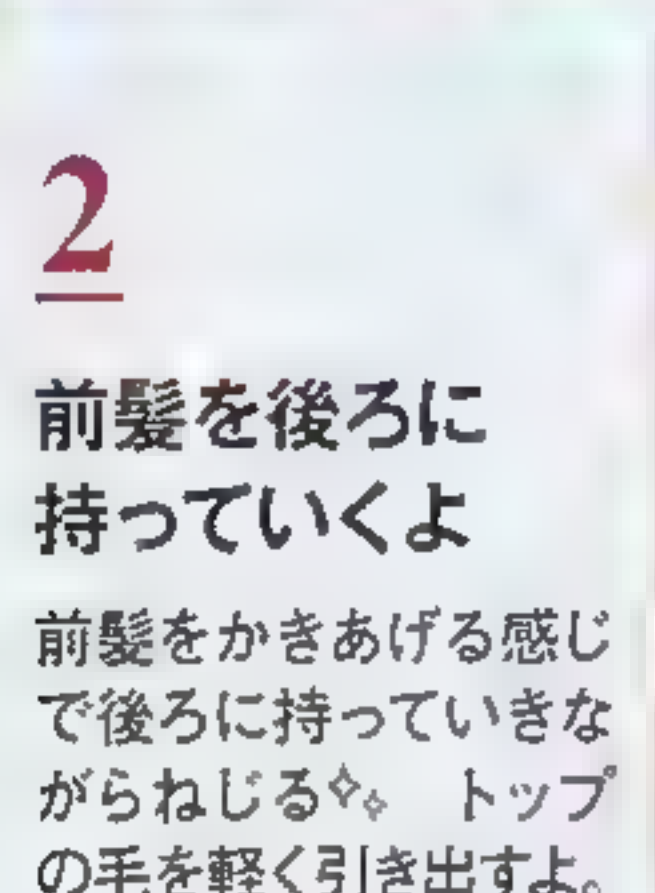 2
前髪を後ろに
持っていくよ
前髪をかきあげる感じ
で後ろに持っていきな
がらねじる✧˖ トップ
の毛を軽く引き出すよ。